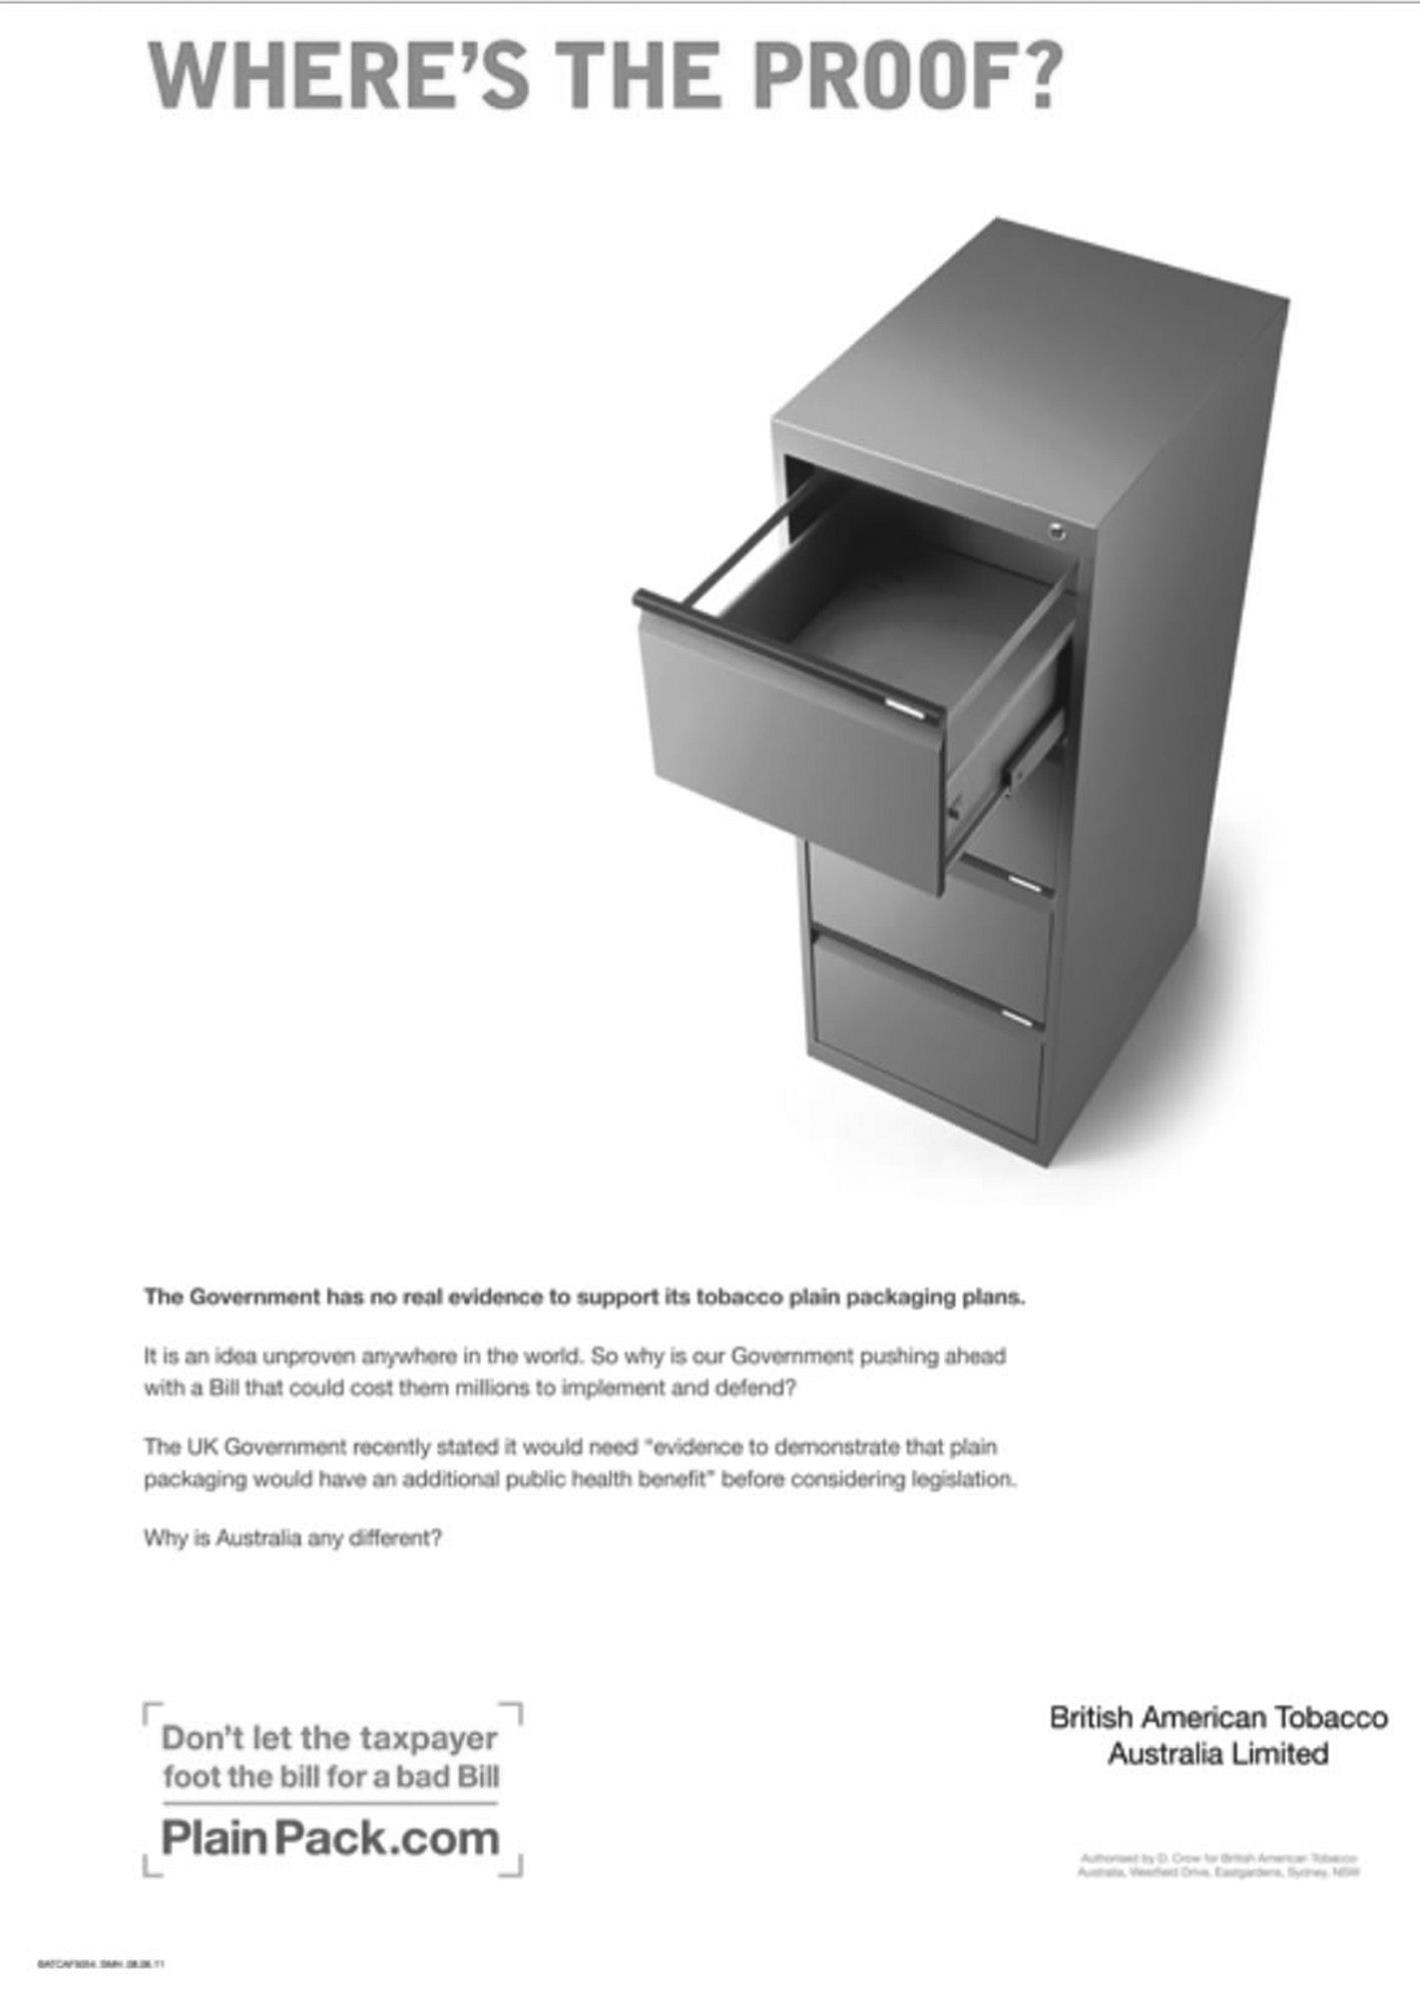 WHERE'S THE PROOF?
The Government has no real evidence to support its tobacco plain packaging plans.
It is an idea unproven anywhere in the world. So why is our Government pushing ahead
with a Bill that could cost them millions to implement and defend?
The UK Government recently stated it would need "evidence to demonstrate that plain
packaging would have an additional public health benefit" before considering legislation.
Why is Australia any different?
Don't let the taxpayer
foot the bill for a bad Bill
PlainPack.com
British American Tobacco
Australia Limited
Authorised by D. Crow for British American Tobacco
Australia, Westfield Drive, Eastgardens, Sydney, NSW